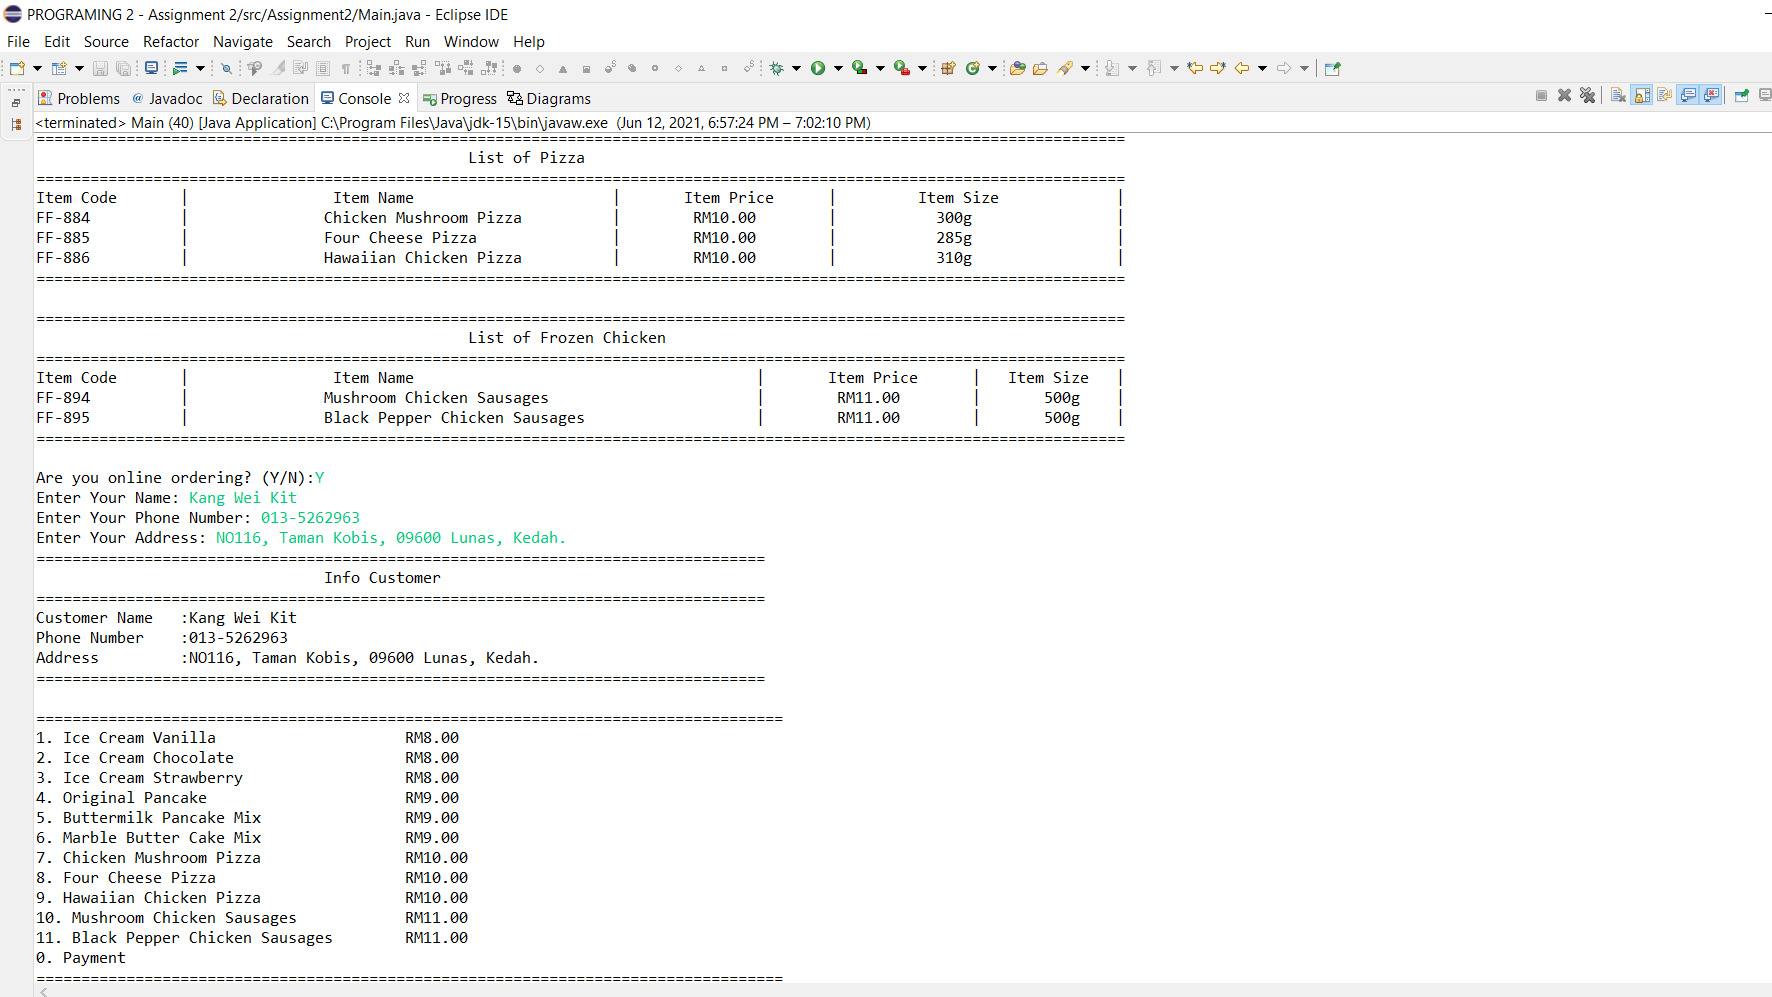 PROGRAMING 2 - Assignment 2/src/Assignment2/Main.java - Eclipse IDE
File Edit Source Refactor Navigate Search Project Run Window Help
Problems @ Javadoc Declaration Console Progress Diagrams
<terminated> Main (40) [Java Application] C:\Program Files\Java\jdk-15\bin\javaw.exe (Jun 12, 2021, 6:57:24 PM – 7:02:10 PM)
=========================================================================================================================
List of Pizza
=========================================================================================================================
Item Code | Item Name | Item Price | Item Size |
FF-884 | Chicken Mushroom Pizza | RM10.00 | 300g |
FF-885 | Four Cheese Pizza | RM10.00 | 285g |
FF-886 | Hawaiian Chicken Pizza | RM10.00 | 310g |
=========================================================================================================================
=========================================================================================================================
List of Frozen Chicken
=========================================================================================================================
Item Code | Item Name | Item Price | Item Size |
FF-894 | Mushroom Chicken Sausages | RM11.00 | 500g |
FF-895 | Black Pepper Chicken Sausages | RM11.00 | 500g |
=========================================================================================================================
Are you online ordering? (Y/N):Y
Enter Your Name: Kang Wei Kit
Enter Your Phone Number: 013-5262963
Enter Your Address: NO116, Taman Kobis, 09600 Lunas, Kedah.
=================================================================================
Info Customer
=================================================================================
Customer Name :Kang Wei Kit
Phone Number :013-5262963
Address :NO116, Taman Kobis, 09600 Lunas, Kedah.
=================================================================================
===================================================================================
1. Ice Cream Vanilla RM8.00
2. Ice Cream Chocolate RM8.00
3. Ice Cream Strawberry RM8.00
4. Original Pancake RM9.00
5. Buttermilk Pancake Mix RM9.00
6. Marble Butter Cake Mix RM9.00
7. Chicken Mushroom Pizza RM10.00
8. Four Cheese Pizza RM10.00
9. Hawaiian Chicken Pizza RM10.00
10. Mushroom Chicken Sausages RM11.00
11. Black Pepper Chicken Sausages RM11.00
0. Payment
===================================================================================